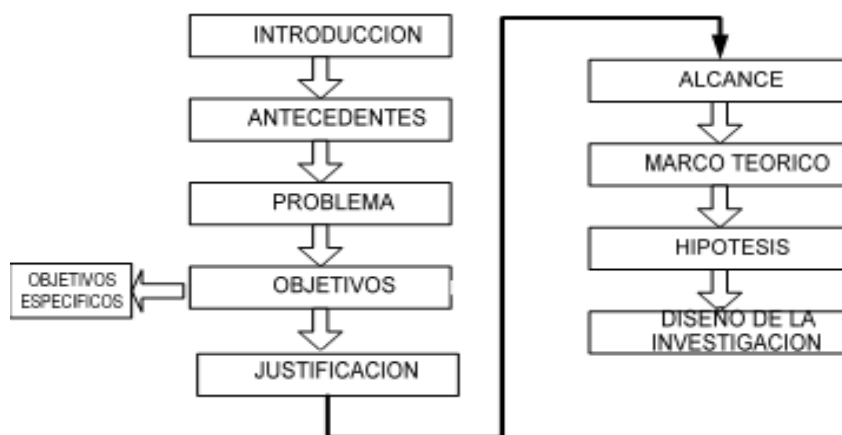 INTRODUCCION
ANTECEDENTES
PROBLEMA
OBJETIVOS
OBJETIVOS
ESPECIFICOS
JUSTIFICACION
ALCANCE
MARCO TEORICO
HIPOTESIS
DISEÑO DE LA
INVESTIGACION